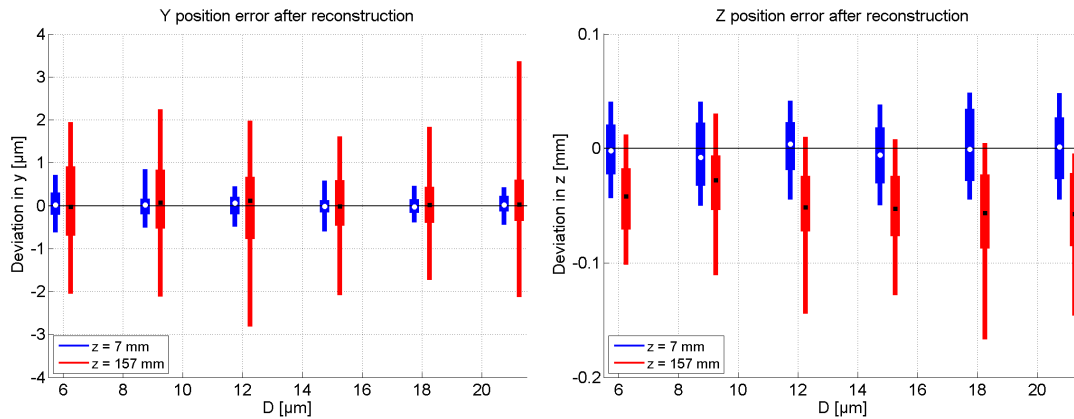 Y position error after reconstruction
Deviation in y [µm]
4
3
2
1
0
-1
-2
-3
-4
z = 7 mm
z = 157 mm
6 8 10 12 14 16 18 20
D [µm]
Z position error after reconstruction
Deviation in z [mm]
0.1
0
-0.1
-0.2
z = 7 mm
z = 157 mm
6 8 10 12 14 16 18 20
D [µm]